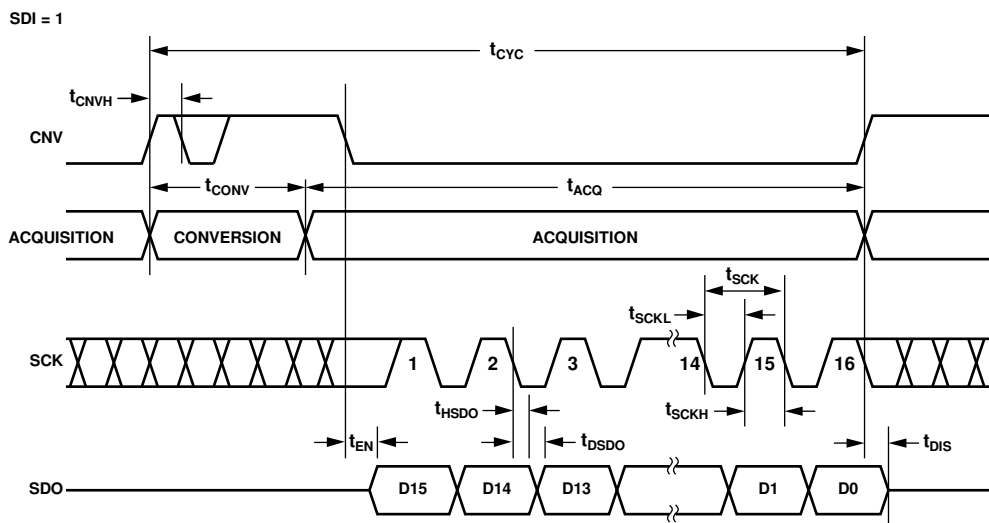 SDI = 1
tCYC
tCNVH
CNV
tCONV
tACQ
ACQUISITION
CONVERSION
ACQUISITION
tSCK
tSCKL
SCK
1
2
3
14
15
16
tHSDO
tSCKH
tEN
tDSDO
tDIS
SDO
D15
D14
D13
D1
D0